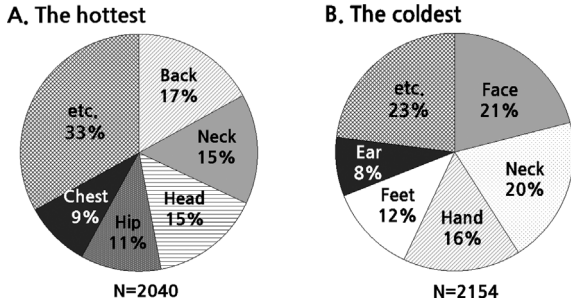 A. The hottest
Back
17%
Neck
15%
Head
15%
Hip
11%
Chest
9%
etc.
33%
N=2040
B. The coldest
Face
21%
Neck
20%
Hand
16%
Feet
12%
Ear
8%
etc.
23%
N=2154